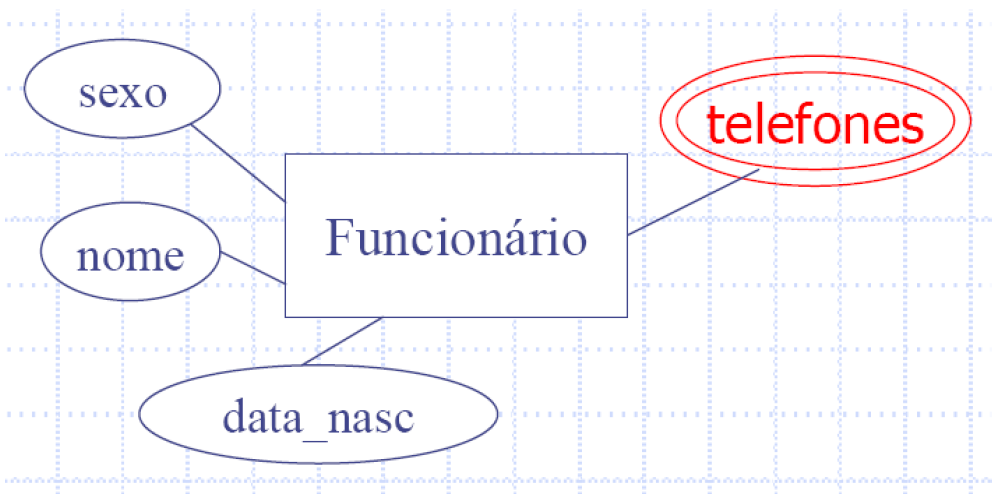 sexo
telefones
Funcionário
nome
data_nasc